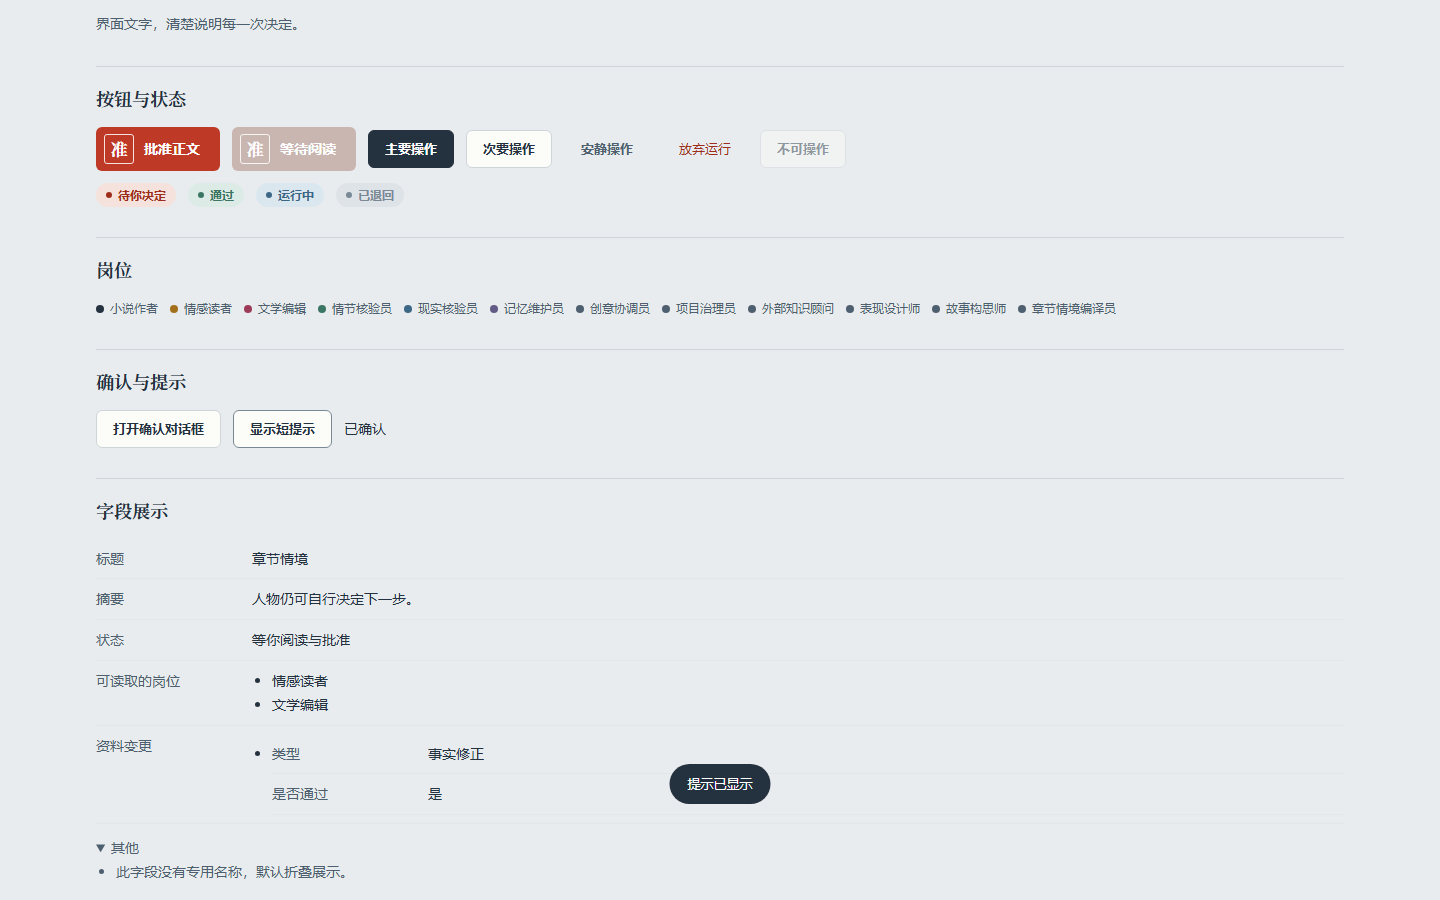 界面文字，清楚说明每一次决定。
按钮与状态
准 批准正文 准 等待阅读 主要操作 次要操作 安静操作 放弃运行 不可操作
待你决定 通过 运行中 已退回
岗位
小说作者 情感读者 文学编辑 情节核验员 现实核验员 记忆维护员 创意协调员 项目治理员 外部知识顾问 表现设计师 故事构思师 章节情境编译员
确认与提示
打开确认对话框 显示短提示 已确认
字段展示
标题 章节情境
摘要 人物仍可自行决定下一步。
状态 等你阅读与批准
可读取的岗位 情感读者
文学编辑
资料变更 类型 事实修正
提示已显示
是否通过 是
其他
此字段没有专用名称，默认折叠展示。